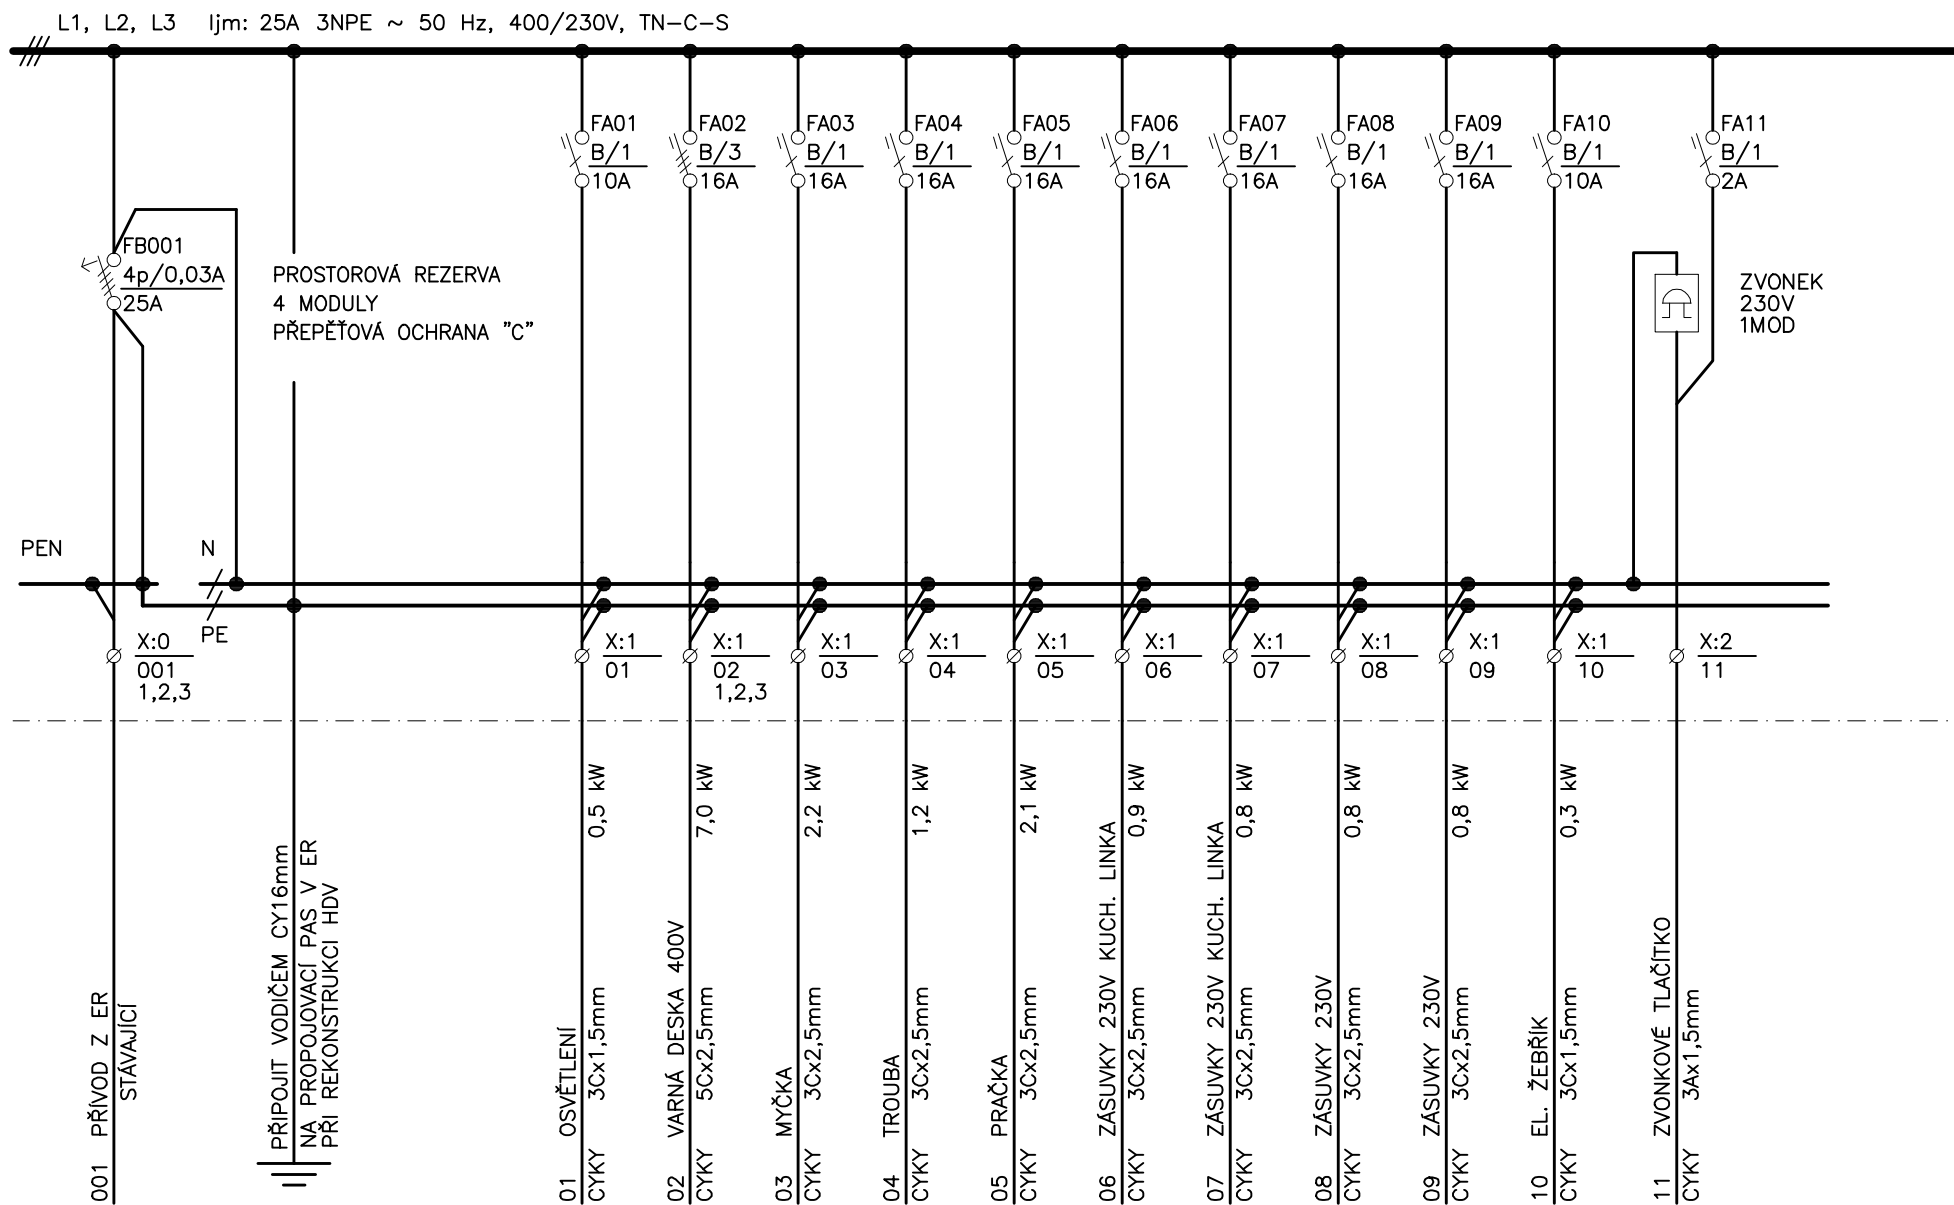 L1, L2, L3 Ijm: 25A 3NPE ~ 50 Hz, 400/230V, TN-C-S
FA01
B/1
10A
FA02
B/3
16A
FA03
B/1
16A
FA04
B/1
16A
FA05
B/1
16A
FA06
B/1
16A
FA07
B/1
16A
FA08
B/1
16A
FA09
B/1
16A
FA10
B/1
10A
FA11
B/1
2A
FB001
4p/0,03A
25A
PROSTOROVÁ REZERVA
4 MODULY
PŘEPĚŤOVÁ OCHRANA "C"
ZVONEK
230V
1MOD
PEN
N
PE
X:0
001
1,2,3
X:1
01
X:1
02
1,2,3
X:1
03
X:1
04
X:1
05
X:1
06
X:1
07
X:1
08
X:1
09
X:1
10
X:2
11
001 PŘÍVOD Z ER
STÁVAJÍCÍ
PŘIPOJIT VODIČEM CY16mm
NA PROPOJOVACÍ PAS V ER
PŘI REKONSTRUKCI HDV
01 OSVĚTLENÍ
CYKY 3Cx1,5mm 0,5 kW
02 VARNÁ DESKA 400V
CYKY 5Cx2,5mm 7,0 kW
03 MYČKA
CYKY 3Cx2,5mm 2,2 kW
04 TROUBA
CYKY 3Cx2,5mm 1,2 kW
05 PRAČKA
CYKY 3Cx2,5mm 2,1 kW
06 ZÁSUVKY 230V KUCH. LINKA
CYKY 3Cx2,5mm 0,9 kW
07 ZÁSUVKY 230V KUCH. LINKA
CYKY 3Cx2,5mm 0,8 kW
08 ZÁSUVKY 230V
CYKY 3Cx2,5mm 0,8 kW
09 ZÁSUVKY 230V
CYKY 3Cx2,5mm 0,8 kW
10 EL. ŽEBŘÍK
CYKY 3Cx1,5mm 0,3 kW
11 ZVONKOVÉ TLAČÍTKO
CYKY 3Ax1,5mm